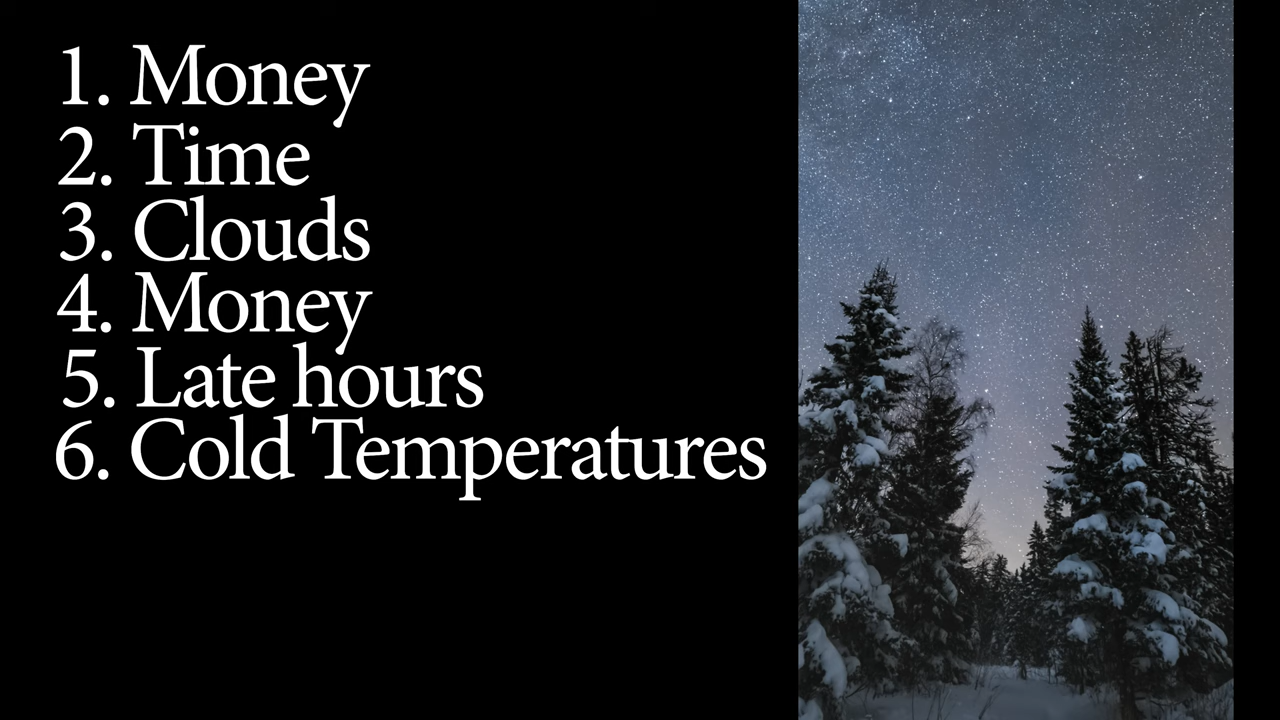 1. Money
2. Time
3. Clouds
4. Money
5. Late hours
6. Cold Temperatures